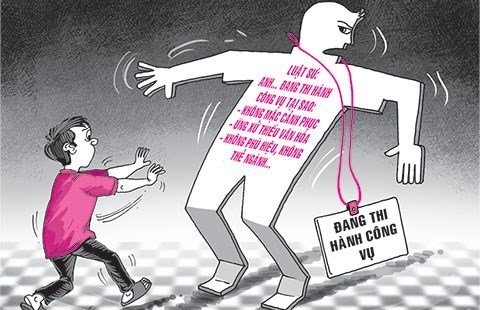 LUẬT SƯ:
ANH... ĐANG THI HÀNH
CÔNG VỤ TẠI SAO:
- KHÔNG MẶC CẢNH PHỤC
- ỨNG XỬ THIẾU VĂN HÓA
- KHÔNG PHÙ HIỆU, KHÔNG
THẺ NGÀNH...
ĐANG THI
HÀNH CÔNG
VỤ